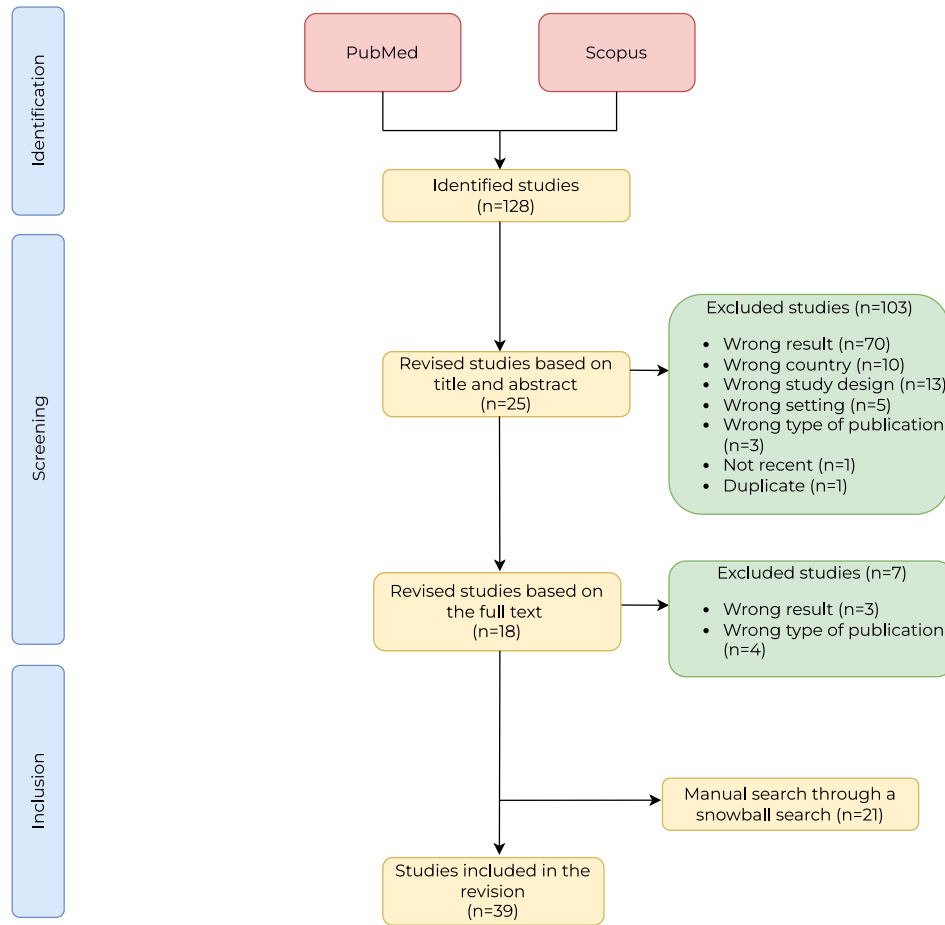 Identification
PubMed
Scopus
Identified studies
(n=128)
Screening
Revised studies based on
title and abstract
(n=25)
Excluded studies (n=103)
• Wrong result (n=70)
• Wrong country (n=10)
• Wrong study design (n=13)
• Wrong setting (n=5)
• Wrong type of publication
(n=3)
• Not recent (n=1)
• Duplicate (n=1)
Revised studies based on
the full text
(n=18)
Excluded studies (n=7)
• Wrong result (n=3)
• Wrong type of publication
(n=4)
Inclusion
Manual search through a
snowball search (n=21)
Studies included in the
revision
(n=39)